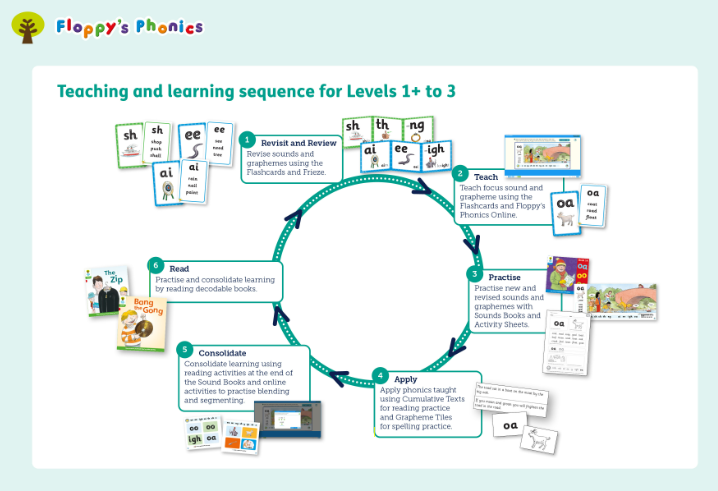 Floppy's Phonics
Teaching and learning sequence for Levels 1+ to 3
sh
sh
shop
push
shell
ee
ee
see
need
tree
ai
ai
rain
nail
paint
1
Revisit and Review
Revise sounds and
graphemes using the
Flashcards and Frieze.
sh
th
ng
ai
ee
igh
2
Teach
Teach focus sound and
grapheme using the
Flashcards and Floppy's
Phonics Online.
oa
oa
coat
road
float
3
Practise
Practise new and
revised sounds and
graphemes with
Sounds Books and
Activity Sheets.
oa
oo
oa
4
Apply
Apply phonics taught
using Cumulative Texts
for reading practice
and Grapheme Tiles
for spelling practice.
oa
5
Consolidate
Consolidate learning using
reading activities at the end of
the Sound Books and online
activities to practise blending
and segmenting.
oa
igh
oa
6
Read
Practise and consolidate learning
by reading decodable books.
The
Zip
Bang
the Gong